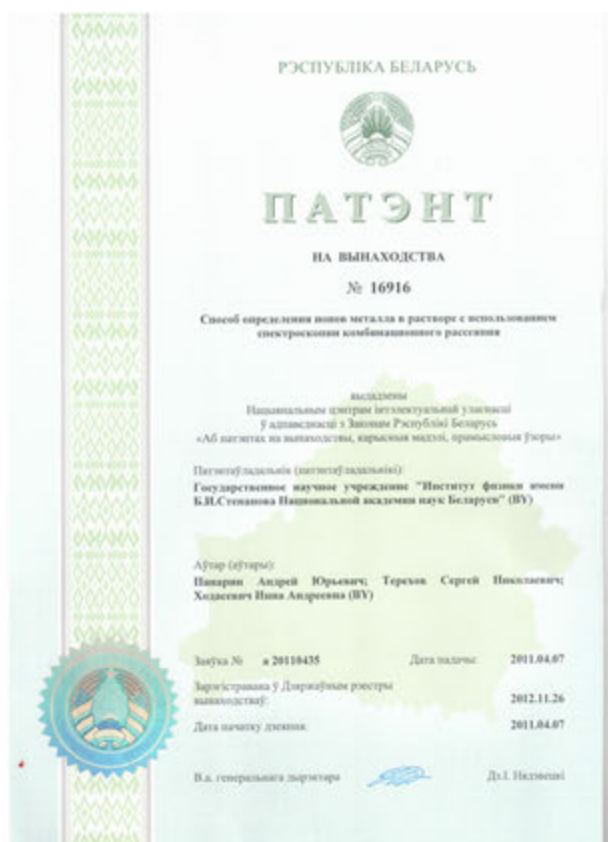 РЭСПУБЛІКА БЕЛАРУСЬ
ПАТЭНТ
НА ВЫНАХОДСТВА
№ 16916
Способ определения ионов металла в растворе с использованием
спектроскопии комбинационного рассеяния
выдадзены
Нацыянальным цэнтрам інтэлектуальнай уласнасці
ў адпаведнасці з Законам Рэспублікі Беларусь
«Аб патэнтах на вынаходствы, карысныя мадэлі, прамысловыя ўзоры»
Патэнтаўладальнік (патэнтаўладальнікі):
Государственное научное учреждение "Институт физики имени
Б.И.Степанова Национальной академии наук Беларуси" (BY)
Аўтар (аўтары):
Панарин Андрей Юрьевич; Терехов Сергей Николаевич;
Ходасевич Инна Андреевна (BY)
Заяўка № a 20110435 Дата падачы: 2011.04.07
Зарэгістравана ў Дзяржаўным рэестры
вынаходстваў: 2012.11.26
Дата пачатку дзеяння: 2011.04.07
В.а. генеральнага дырэктара